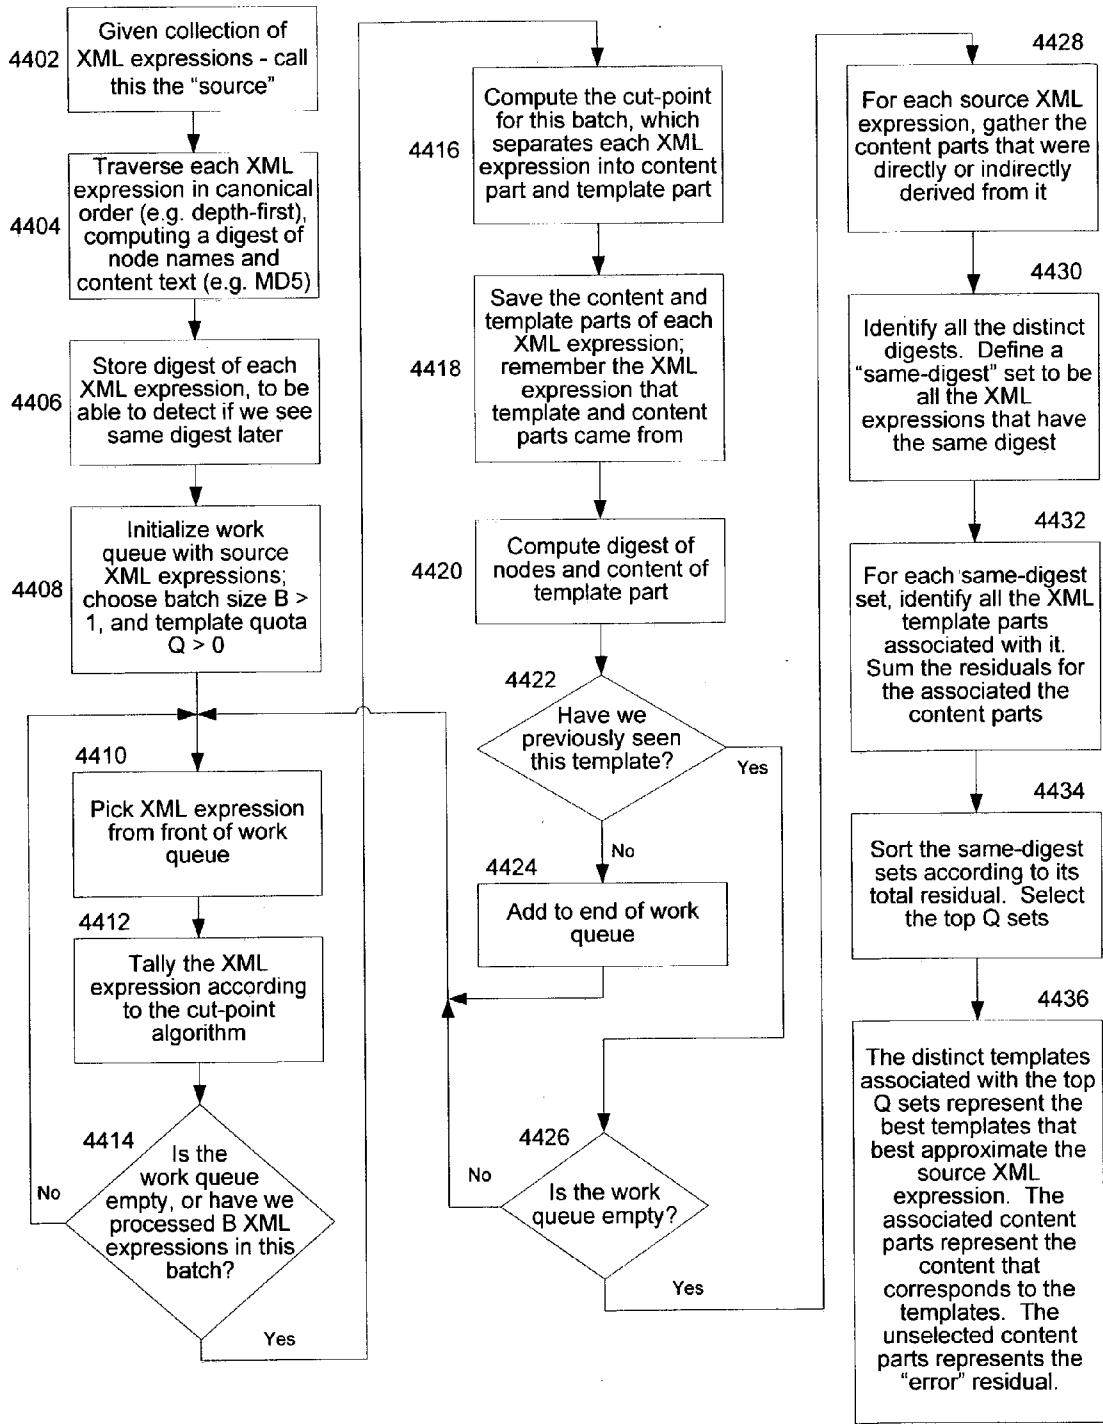 4402
Given collection of
XML expressions - call
this the “source”
4404
Traverse each XML
expression in canonical
order (e.g. depth-first),
computing a digest of
node names and
content text (e.g. MD5)
4406
Store digest of each
XML expression, to be
able to detect if we see
same digest later
4408
Initialize work
queue with source
XML expressions;
choose batch size B >
1, and template quota
Q > 0
4410
Pick XML expression
from front of work
queue
4412
Tally the XML
expression according
to the cut-point
algorithm
4414
Is the
work queue
empty, or have we
processed B XML
expressions in this
batch?
No
Yes
4416
Compute the cut-point
for this batch, which
separates each XML
expression into content
part and template part
4418
Save the content and
template parts of each
XML expression;
remember the XML
expression that
template and content
parts came from
4420
Compute digest of
nodes and content of
template part
4422
Have we
previously seen
this template?
Yes
No
4424
Add to end of work
queue
4426
Is the work
queue empty?
No
Yes
4428
For each source XML
expression, gather the
content parts that were
directly or indirectly
derived from it
4430
Identify all the distinct
digests. Define a
“same-digest” set to be
all the XML
expressions that have
the same digest
4432
For each same-digest
set, identify all the XML
template parts
associated with it.
Sum the residuals for
the associated the
content parts
4434
Sort the same-digest
sets according to its
total residual. Select
the top Q sets
4436
The distinct templates
associated with the top
Q sets represent the
best templates that
best approximate the
source XML
expression. The
associated content
parts represent the
content that
corresponds to the
templates. The
unselected content
parts represents the
“error” residual.